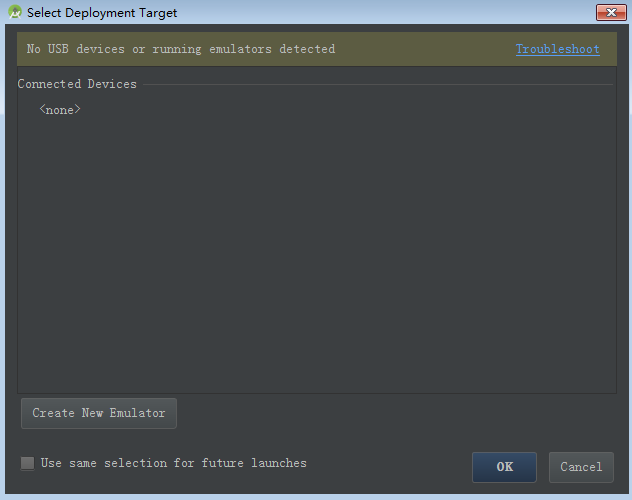 Select Deployment Target
No USB devices or running emulators detected Troubleshoot
Connected Devices
<none>
Create New Emulator
Use same selection for future launches
OK Cancel